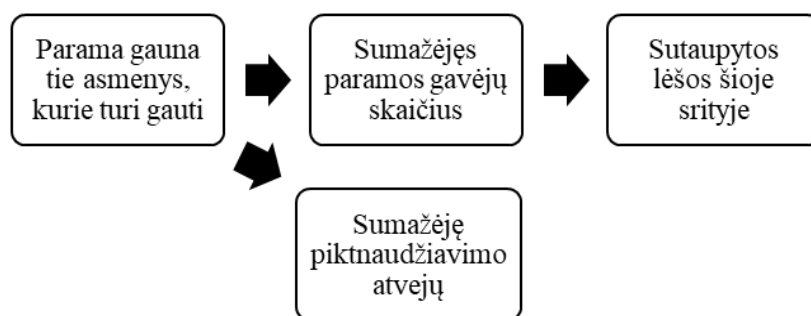 Parama gauna
tie asmenys,
kurie turi gauti
Sumažėjęs
paramos gavėjų
skaičius
Sutaupytos
lėšos šioje
srityje
Sumažėję
piktnaudžiavimo
atvejų